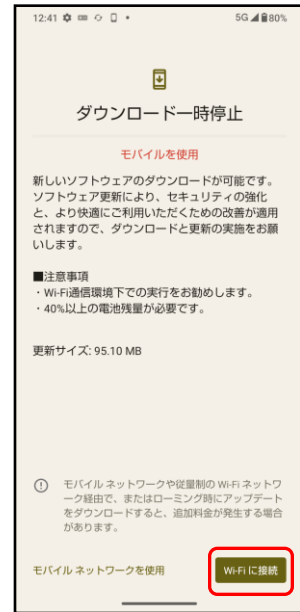 12:41 5G 80%
ダウンロード一時停止
モバイルを使用
新しいソフトウェアのダウンロードが可能です。
ソフトウェア更新により、セキュリティの強化
と、より快適にご利用いただくための改善が適用
されますので、ダウンロードと更新の実施をお願
いします。
■注意事項
・Wi-Fi通信環境下での実行をお勧めします。
・40%以上の電池残量が必要です。
更新サイズ: 95.10 MB
モバイル ネットワークや従量制の Wi-Fi ネットワ
ーク経由で、またはローミング時にアップデート
をダウンロードすると、追加料金が発生する場合
があります。
モバイル ネットワークを使用 Wi-Fi に接続